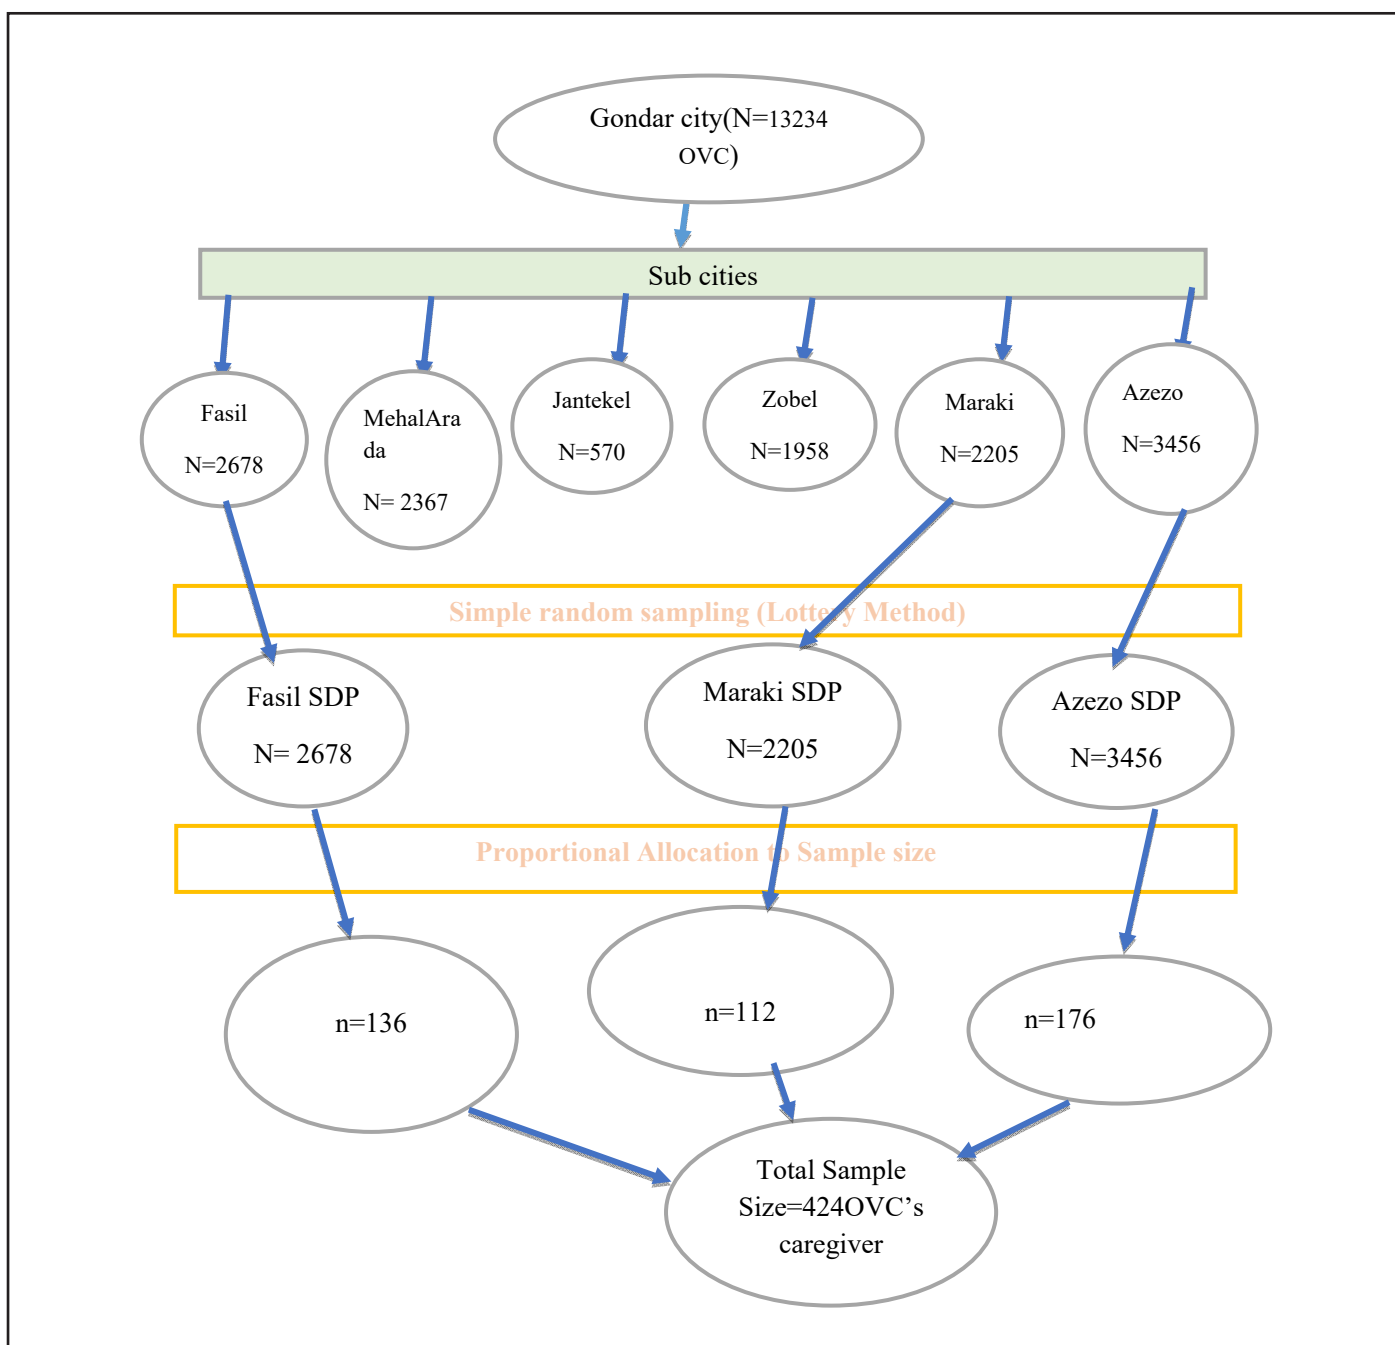 Gondar city(N=13234
OVC)
Sub cities
Fasil
N=2678
MehalAra
da
N= 2367
Jantekel
N=570
Zobel
N=1958
Maraki
N=2205
Azezo
N=3456
Simple random sampling (Lottery Method)
Fasil SDP
N= 2678
Maraki SDP
N=2205
Azezo SDP
N=3456
Proportional Allocation to Sample size
n=136
n=112
n=176
Total Sample
Size=424OVC’s
caregiver